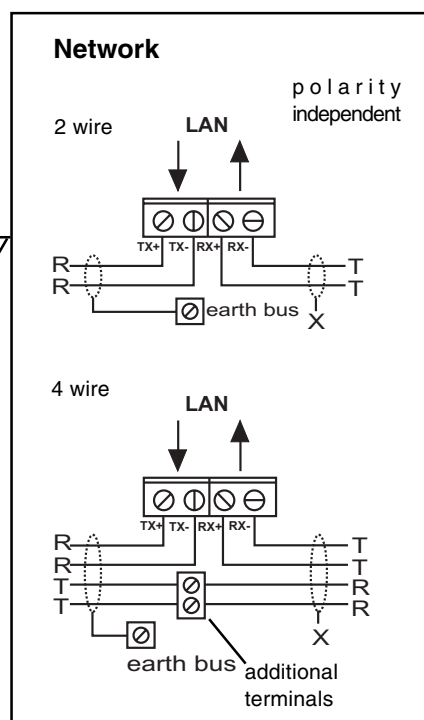 Network
polarity
independent
2 wire
LAN
TX+ TX- RX+ RX-
R T
R T
earth bus
X
4 wire
LAN
TX+ TX- RX+ RX-
R T
R T
T R
T R
X
earth bus
additional
terminals